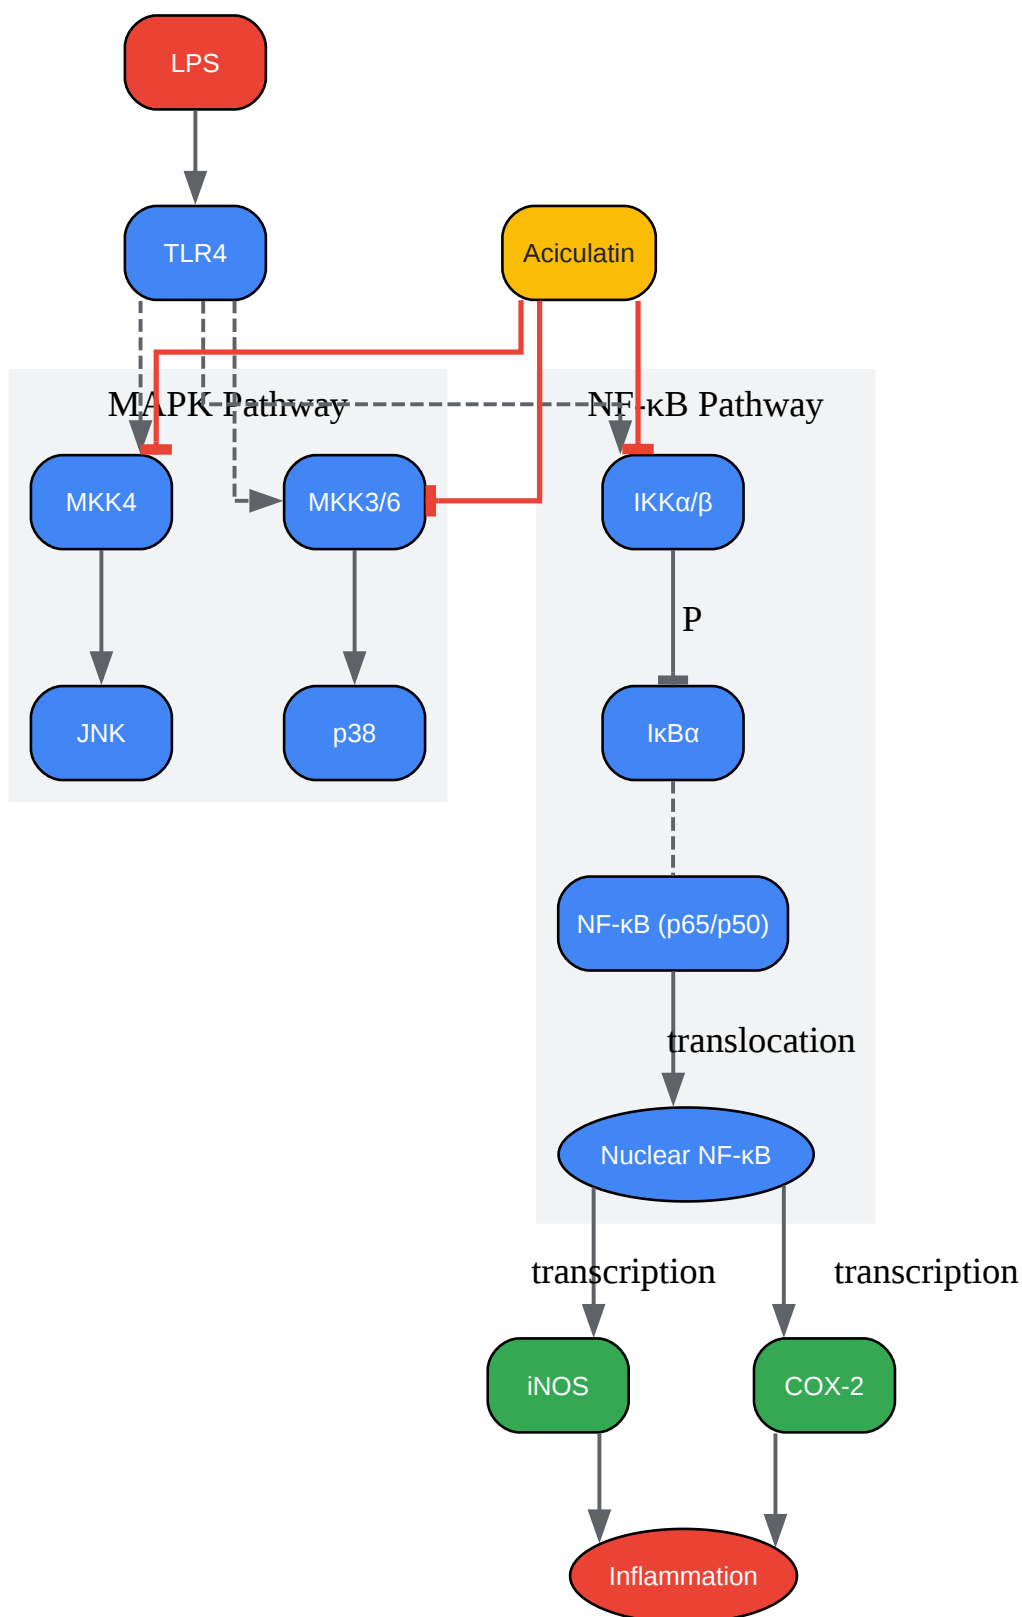 LPS
TLR4
Aciculatin
MAPK Pathway
NF-κB Pathway
MKK4
MKK3/6
IKKα/β
P
JNK
p38
IκBα
NF-κB (p65/p50)
translocation
Nuclear NF-κB
transcription
transcription
iNOS
COX-2
Inflammation